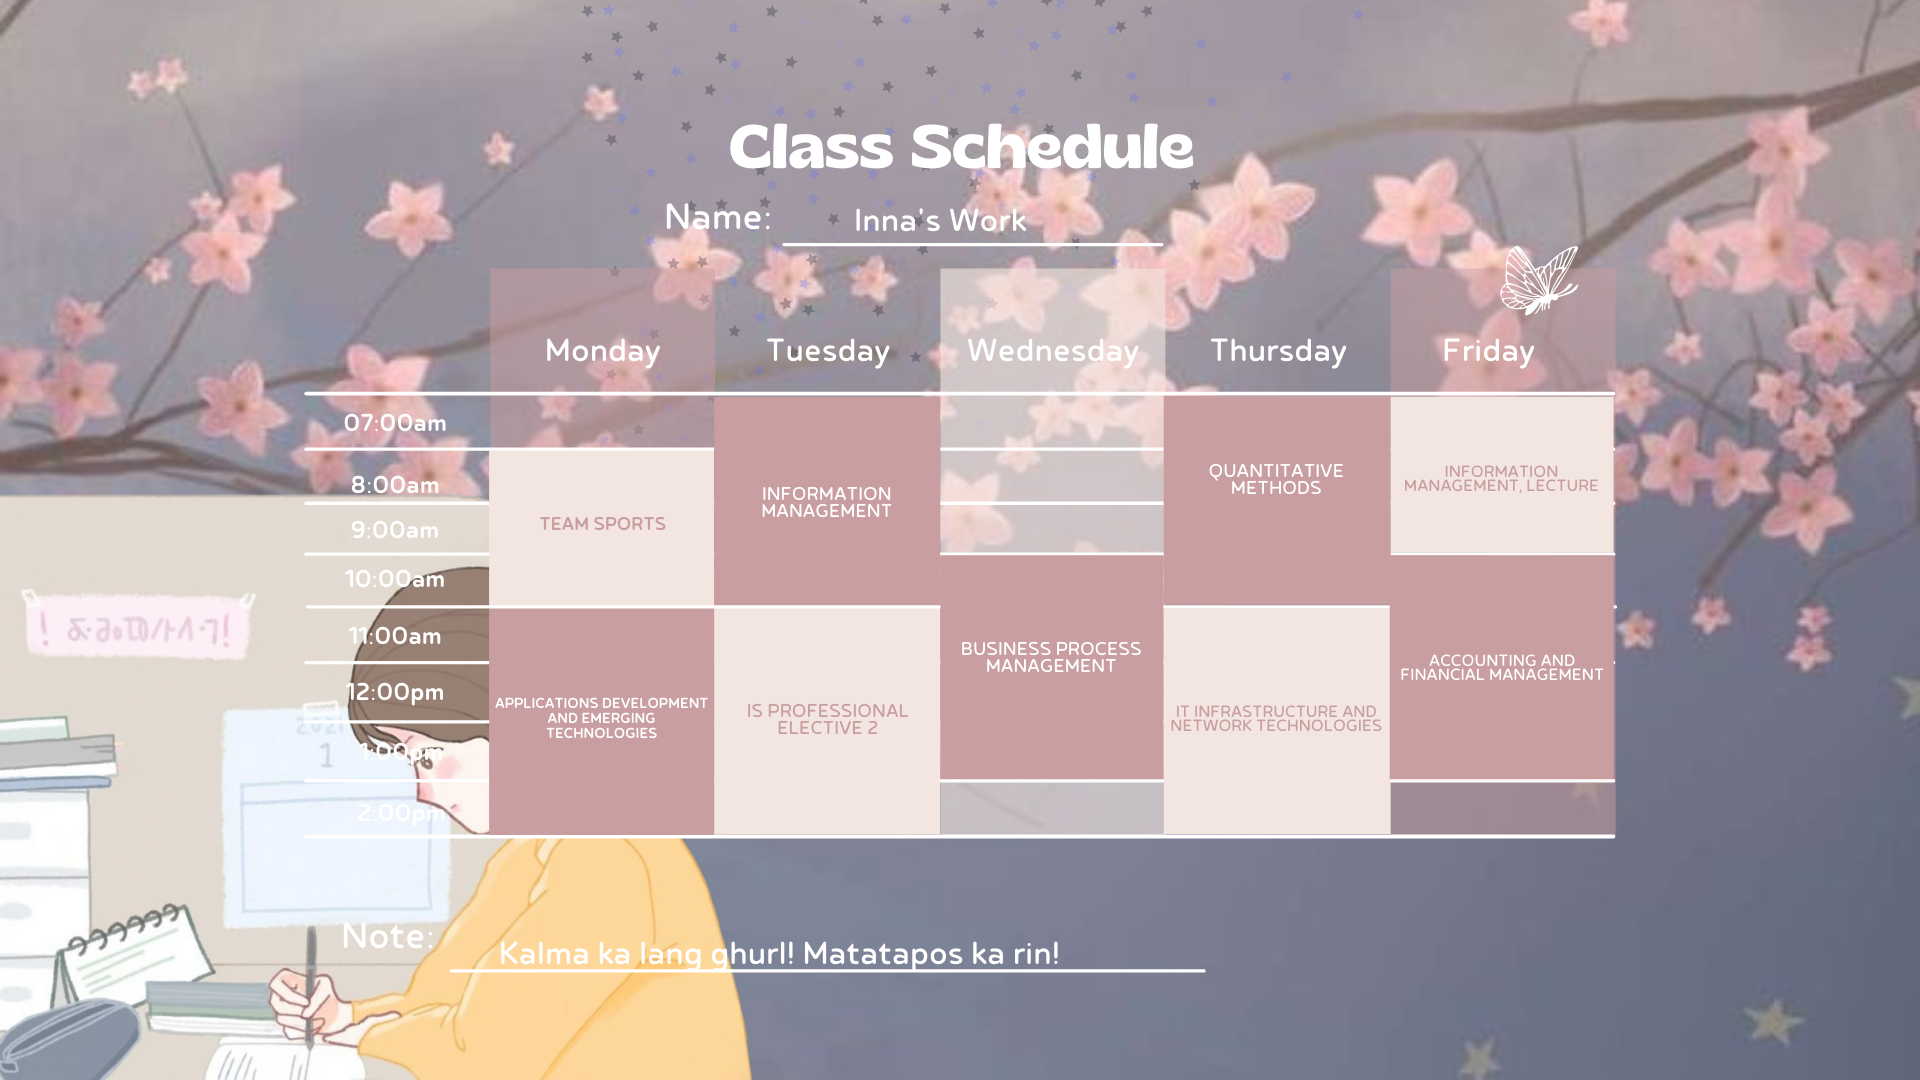 Class Schedule
Name: Inna's Work
Monday Tuesday Wednesday Thursday Friday
07:00am
8:00am
9:00am
10:00am
11:00am
12:00pm
1:00pm
2:00pm
TEAM SPORTS
APPLICATIONS DEVELOPMENT
AND EMERGING
TECHNOLOGIES
INFORMATION
MANAGEMENT
IS PROFESSIONAL
ELECTIVE 2
BUSINESS PROCESS
MANAGEMENT
QUANTITATIVE
METHODS
IT INFRASTRUCTURE AND
NETWORK TECHNOLOGIES
INFORMATION
MANAGEMENT, LECTURE
ACCOUNTING AND
FINANCIAL MANAGEMENT
2021
1
Note: Kalma ka lang ghurl! Matatapos ka rin!